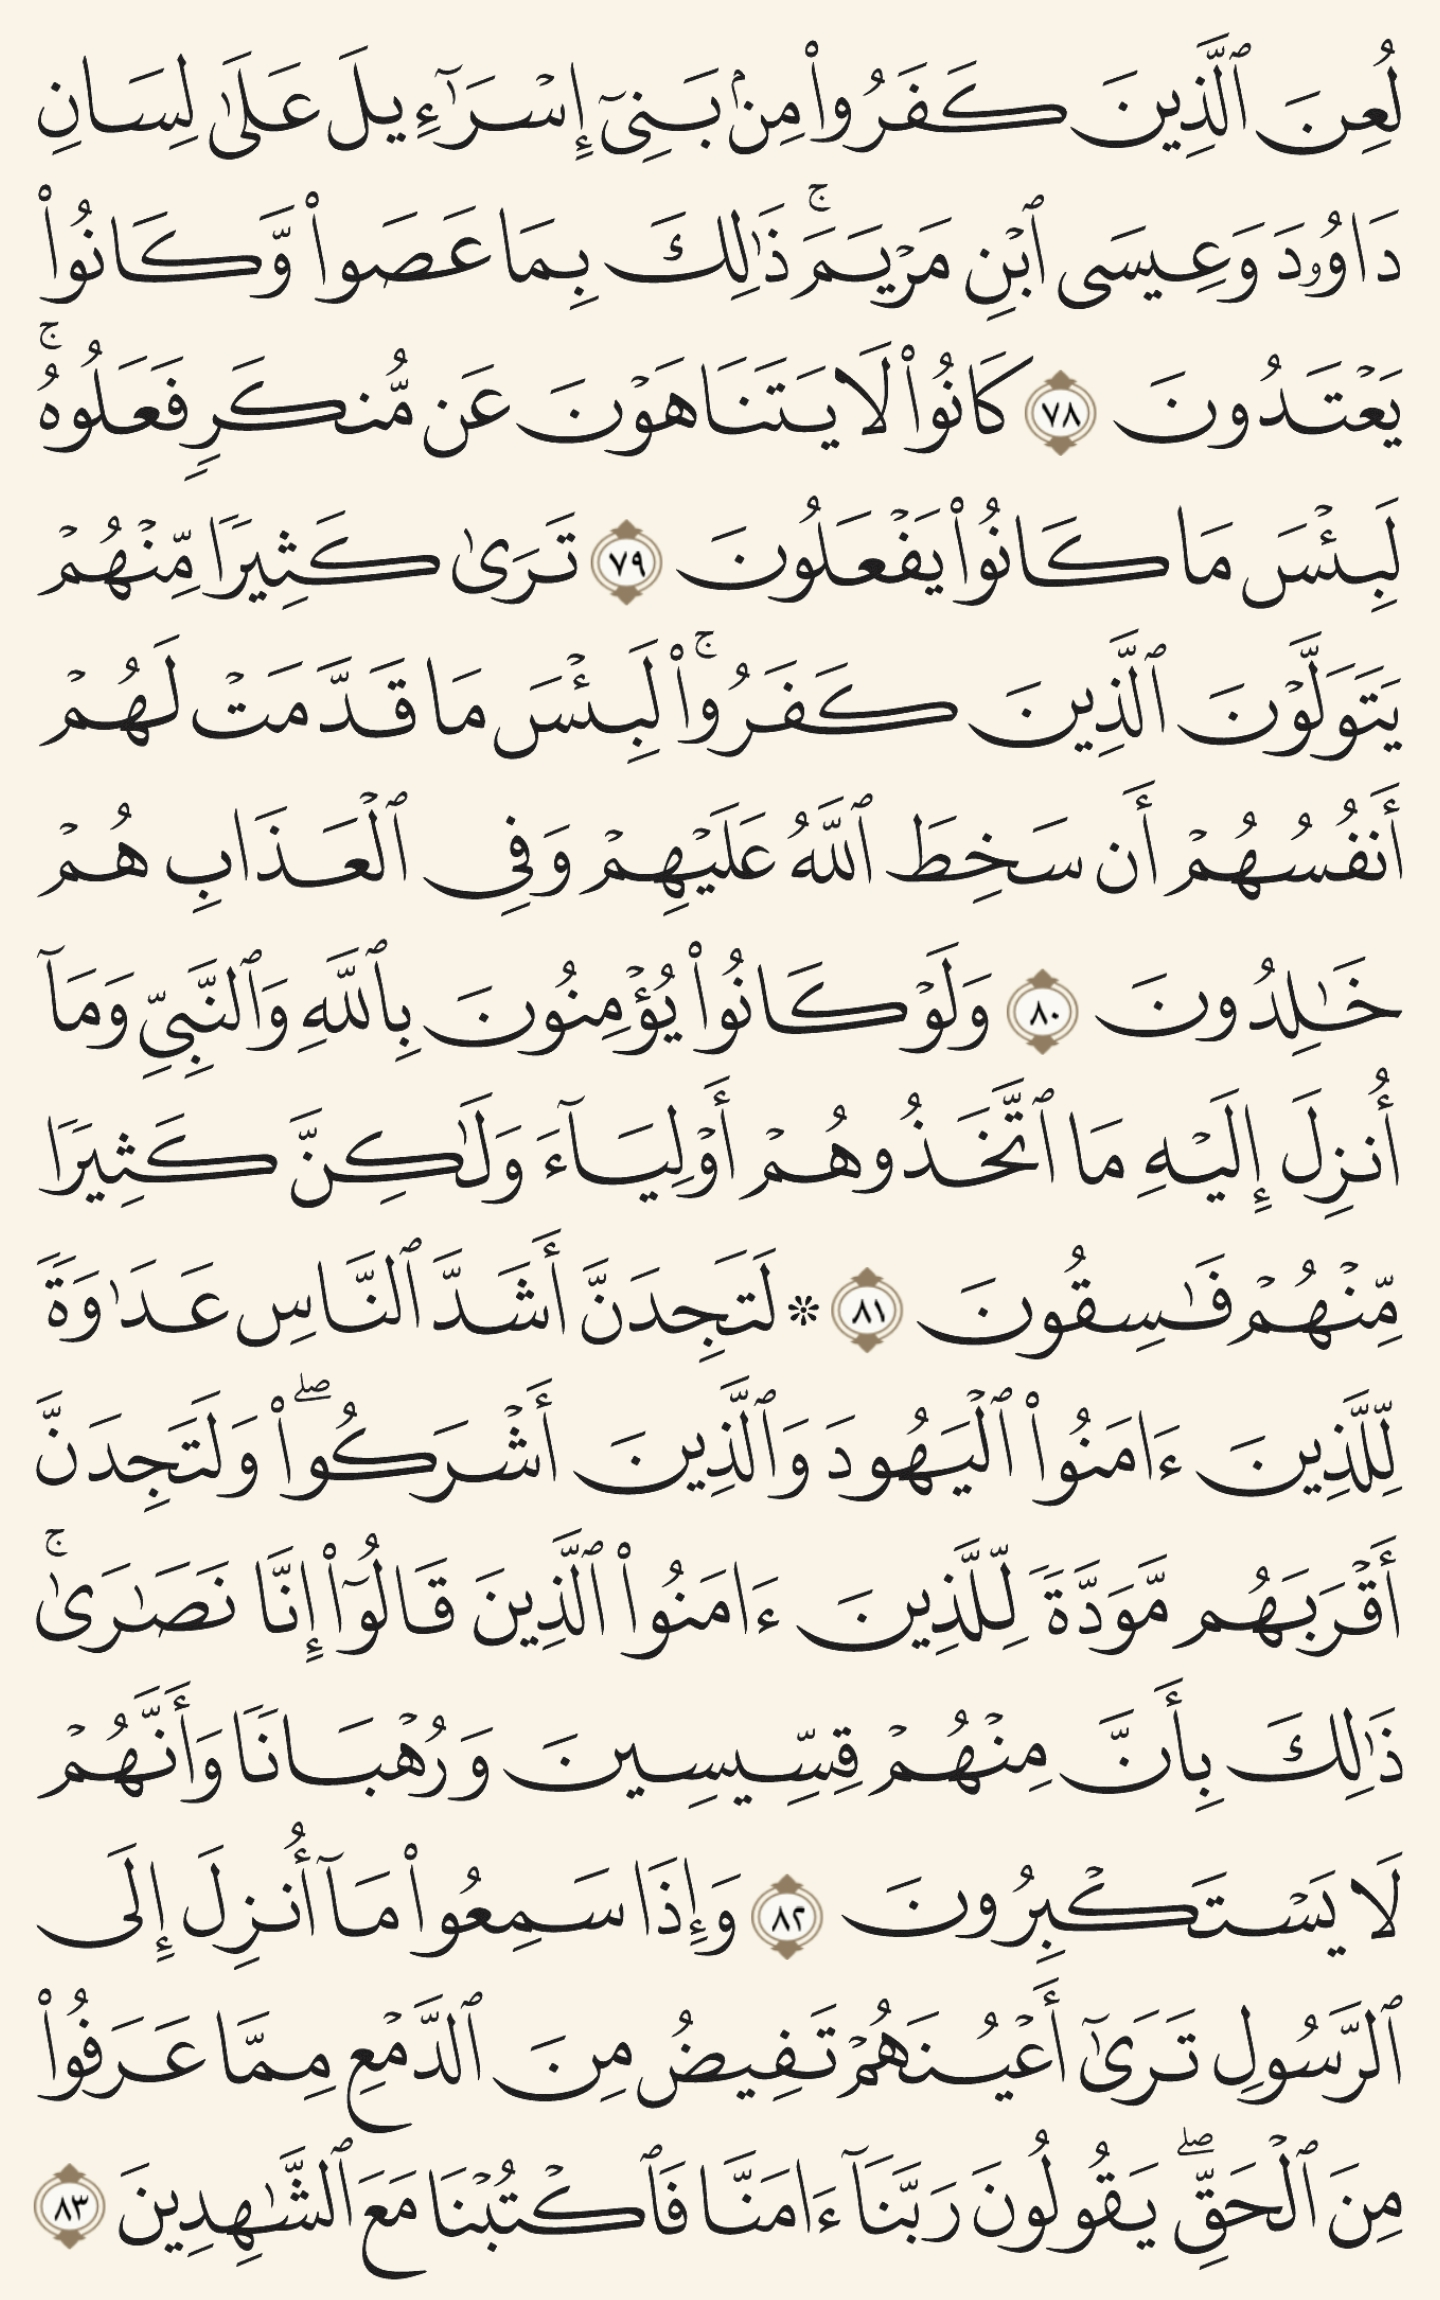 لُعِنَ ٱلَّذِينَ كَفَرُوا۟ مِنۢ بَنِىٓ إِسْرَٰٓءِيلَ عَلَىٰ لِسَانِ
دَاوُۥدَ وَعِيسَى ٱبْنِ مَرْيَمَ ۚ ذَٰلِكَ بِمَا عَصَوا۟ وَّكَانُوا۟
يَعْتَدُونَ ٧٨ كَانُوا۟ لَا يَتَنَاهَوْنَ عَن مُّنكَرٍ فَعَلُوهُ ۚ
لَبِئْسَ مَا كَانُوا۟ يَفْعَلُونَ ٧٩ تَرَىٰ كَثِيرًا مِّنْهُمْ
يَتَوَلَّوْنَ ٱلَّذِينَ كَفَرُوا۟ ۚ لَبِئْسَ مَا قَدَّمَتْ لَهُمْ
أَنفُسُهُمْ أَن سَخِطَ ٱللَّهُ عَلَيْهِمْ وَفِى ٱلْعَذَابِ هُمْ
خَـٰلِدُونَ ٨٠ وَلَوْ كَانُوا۟ يُؤْمِنُونَ بِٱللَّهِ وَٱلنَّبِىِّ وَمَآ
أُنزِلَ إِلَيْهِ مَا ٱتَّخَذُوهُمْ أَوْلِيَآءَ وَلَـٰكِنَّ كَثِيرًا
مِّنْهُمْ فَـٰسِقُونَ ٨١ ۞ لَتَجِدَنَّ أَشَدَّ ٱلنَّاسِ عَدَٰوَةً
لِّلَّذِينَ ءَامَنُوا۟ ٱلْيَهُودَ وَٱلَّذِينَ أَشْرَكُوا۟ ۖ وَلَتَجِدَنَّ
أَقْرَبَهُم مَّوَدَّةً لِّلَّذِينَ ءَامَنُوا۟ ٱلَّذِينَ قَالُوٓا۟ إِنَّا نَصَـٰرَىٰ ۚ
ذَٰلِكَ بِأَنَّ مِنْهُمْ قِسِّيسِينَ وَرُهْبَانًا وَأَنَّهُمْ
لَا يَسْتَكْبِرُونَ ٨٢ وَإِذَا سَمِعُوا۟ مَآ أُنزِلَ إِلَى
ٱلرَّسُولِ تَرَىٰٓ أَعْيُنَهُمْ تَفِيضُ مِنَ ٱلدَّمْعِ مِمَّا عَرَفُوا۟
مِنَ ٱلْحَقِّ ۖ يَقُولُونَ رَبَّنَآ ءَامَنَّا فَٱكْتُبْنَا مَعَ ٱلشَّـٰهِدِينَ ٨٣